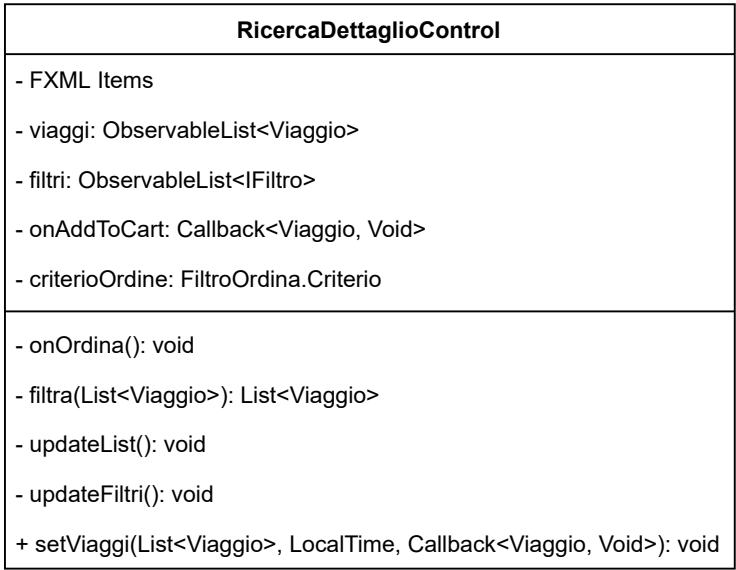 RicercaDettaglioControl
- FXML Items
- viaggi: ObservableList<Viaggio>
- filtri: ObservableList<IFiltro>
- onAddToCart: Callback<Viaggio, Void>
- criterioOrdine: FiltroOrdina.Criterio
- onOrdina(): void
- filtra(List<Viaggio>): List<Viaggio>
- updateList(): void
- updateFiltri(): void
+ setViaggi(List<Viaggio>, LocalTime, Callback<Viaggio, Void>): void